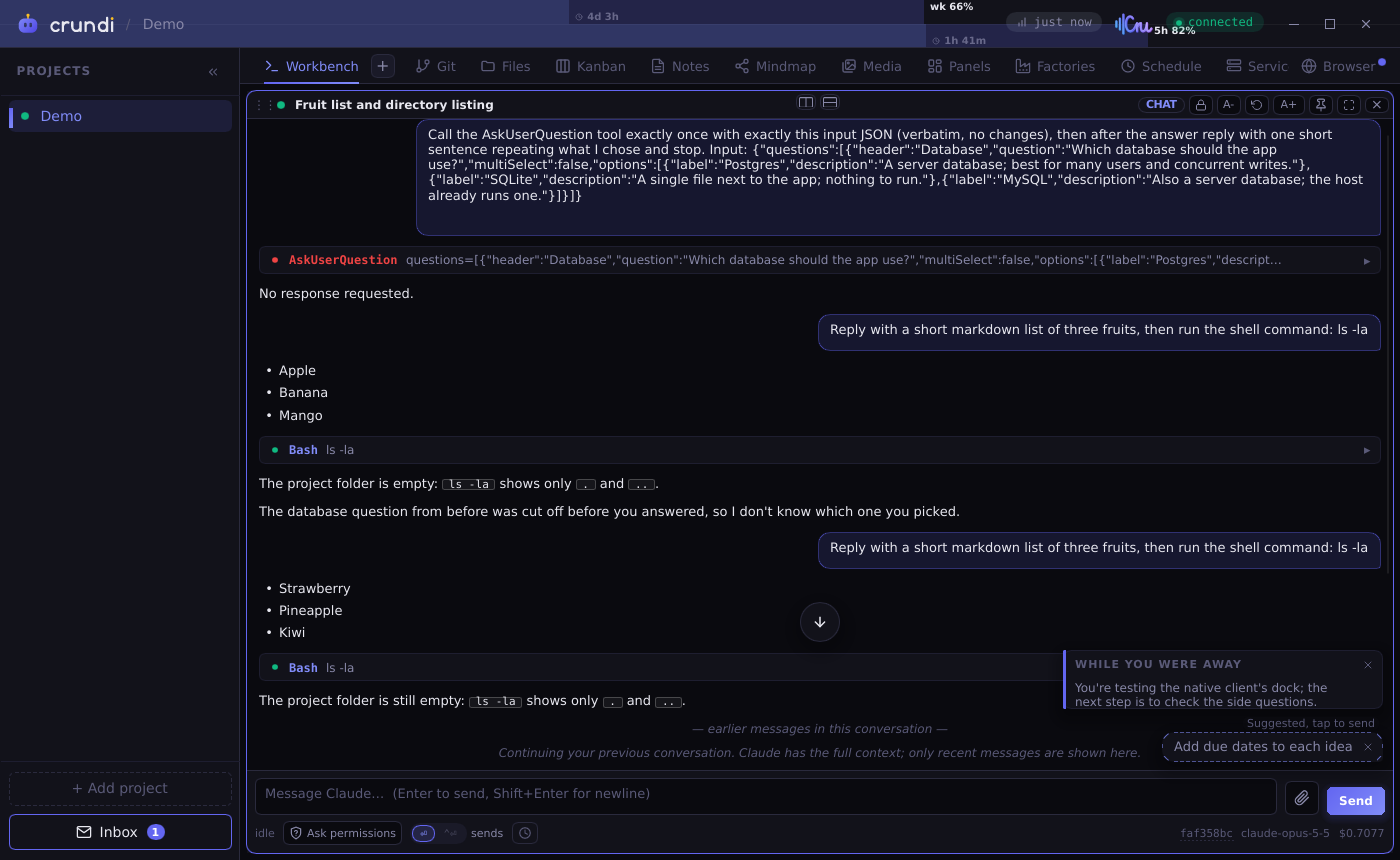 crundi / Demo
4d 3h
wk 66%
just now
Cru
connected
1h 41m
5h 82%
PROJECTS
«
Workbench
+
Git
Files
Kanban
Notes
Mindmap
Media
Panels
Factories
Schedule
Servic
Browser
Demo
Fruit list and directory listing
CHAT
A-
A+
Call the AskUserQuestion tool exactly once with exactly this input JSON (verbatim, no changes), then after the answer reply with one short
sentence repeating what I chose and stop. Input: {"questions":[{"header":"Database","question":"Which database should the app
use?","multiSelect":false,"options":[{"label":"Postgres","description":"A server database; best for many users and concurrent writes."},
{"label":"SQLite","description":"A single file next to the app; nothing to run."},{"label":"MySQL","description":"Also a server database; the host
already runs one."}]}]}
AskUserQuestion questions=[{"header":"Database","question":"Which database should the app use?","multiSelect":false,"options":[{"label":"Postgres","descript…
No response requested.
Reply with a short markdown list of three fruits, then run the shell command: ls -la
• Apple
• Banana
• Mango
Bash ls -la
The project folder is empty: ls -la shows only . and ...
The database question from before was cut off before you answered, so I don't know which one you picked.
Reply with a short markdown list of three fruits, then run the shell command: ls -la
• Strawberry
• Pineapple
• Kiwi
Bash ls -la
The project folder is still empty: ls -la shows only . and ...
WHILE YOU WERE AWAY
You're testing the native client's dock; the
next step is to check the side questions.
Suggested, tap to send
Add due dates to each idea
— earlier messages in this conversation —
Continuing your previous conversation. Claude has the full context; only recent messages are shown here.
Message Claude… (Enter to send, Shift+Enter for newline)
Send
idle
Ask permissions
sends
faf358bc claude-opus-5-5 $0.7077
+ Add project
Inbox 1